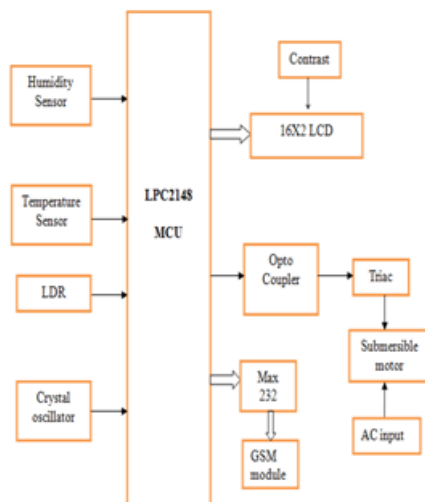 Humidity
Sensor
Temperature
Sensor
LDR
Crystal
oscillator
LPC2148
MCU
Contrast
16X2 LCD
Opto
Coupler
Triac
Submersible
motor
Max
232
AC input
GSM
module